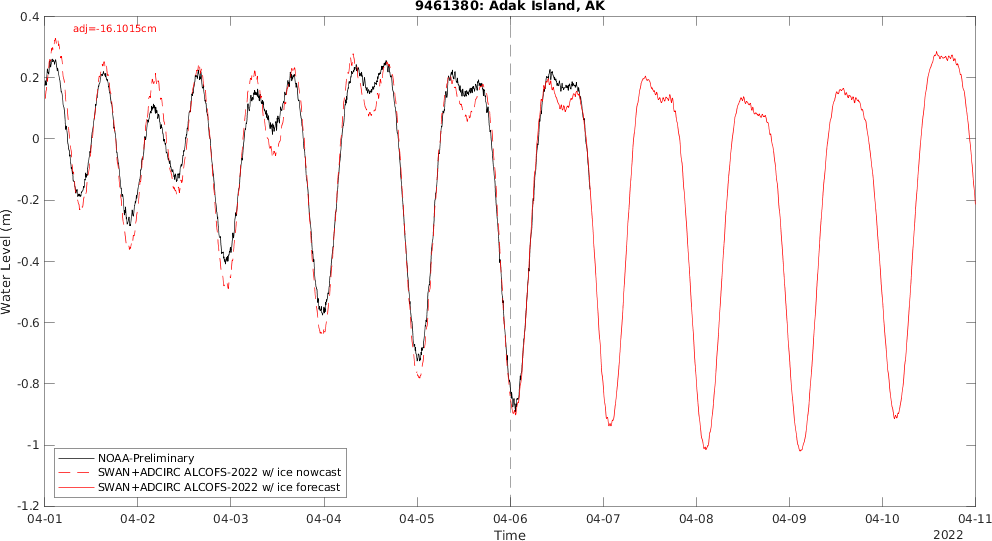 9461380: Adak Island, AK
adj=-16.1015cm
0.4
0.2
0
-0.2
-0.4
-0.6
-0.8
-1
-1.2
Water Level (m)
NOAA-Preliminary
SWAN+ADCIRC ALCOFS-2022 w/ ice nowcast
SWAN+ADCIRC ALCOFS-2022 w/ ice forecast
04-01 04-02 04-03 04-04 04-05 04-06 04-07 04-08 04-09 04-10 04-11
Time
2022